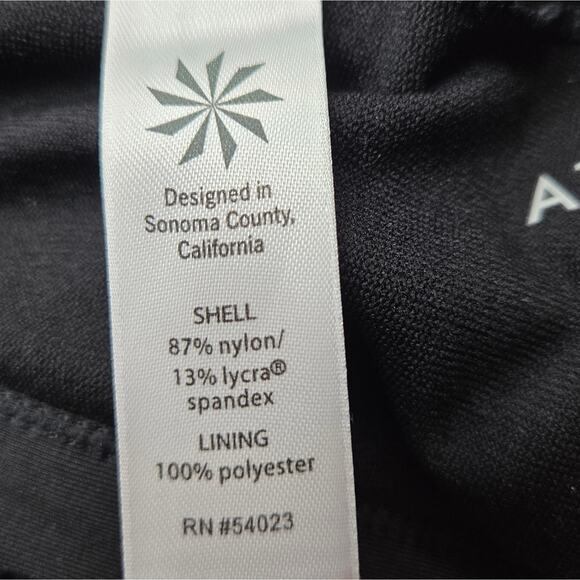 Designed in
Sonoma County,
California
SHELL
87% nylon/
13% lycra®
spandex
LINING
100% polyester
RN #54023